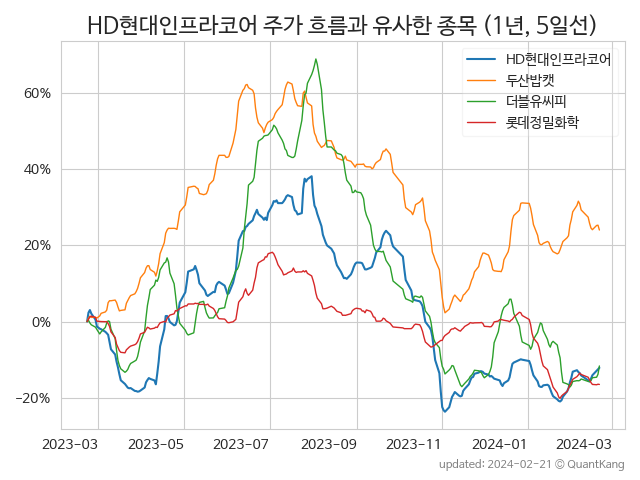 HD현대인프라코어 주가 흐름과 유사한 종목 (1년, 5일선)
HD현대인프라코어
두산밥캣
더블유씨피
롯데정밀화학
60%
40%
20%
0%
−20%
2023-03 2023-05 2023-07 2023-09 2023-11 2024-01 2024-03
updated: 2024-02-21 © QuantKang